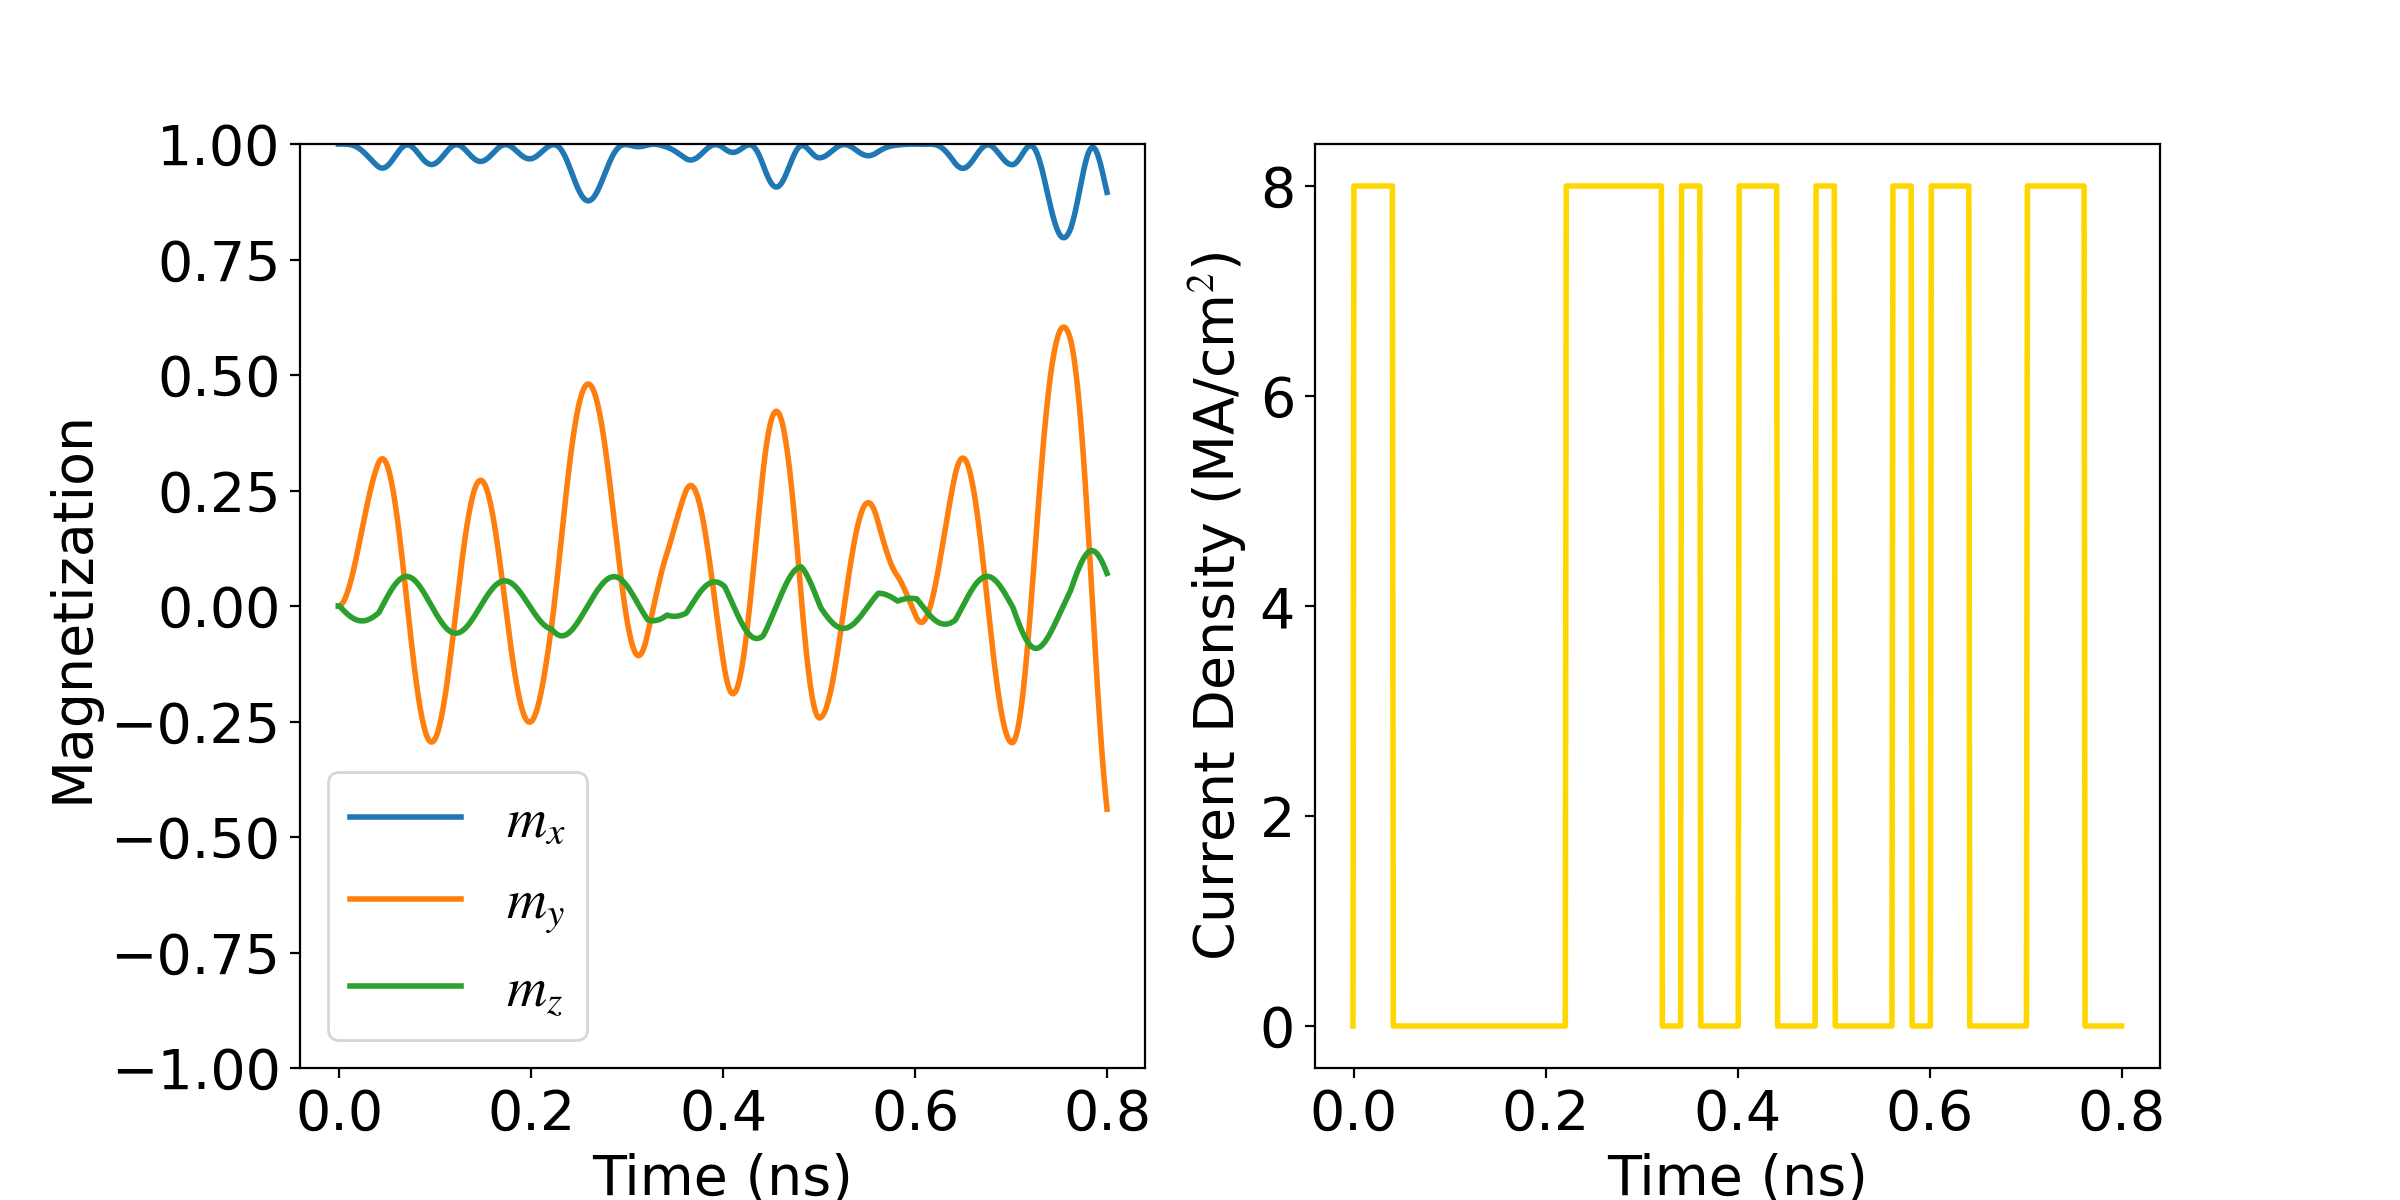 Magnetization
1.00
0.75
0.50
0.25
0.00
−0.25
−0.50
−0.75
−1.00
m_x
m_y
m_z
0.0 0.2 0.4 0.6 0.8
Time (ns)
Current Density (MA/cm²)
8
6
4
2
0
0.0 0.2 0.4 0.6 0.8
Time (ns)